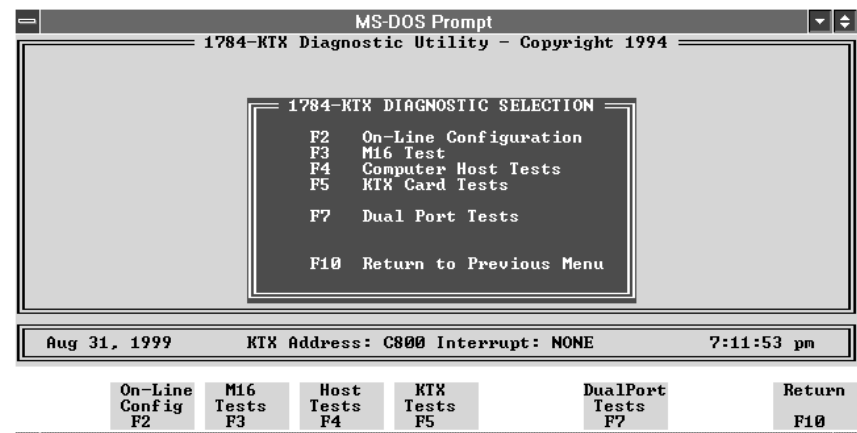 MS-DOS Prompt
1784-KTX Diagnostic Utility - Copyright 1994
1784-KTX DIAGNOSTIC SELECTION
F2 On-Line Configuration
F3 M16 Test
F4 Computer Host Tests
F5 KTX Card Tests
F7 Dual Port Tests
F10 Return to Previous Menu
Aug 31, 1999 KTX Address: C800 Interrupt: NONE 7:11:53 pm
On-Line M16 Host KTX DualPort Return
Config Tests Tests Tests Tests
F2 F3 F4 F5 F7 F10